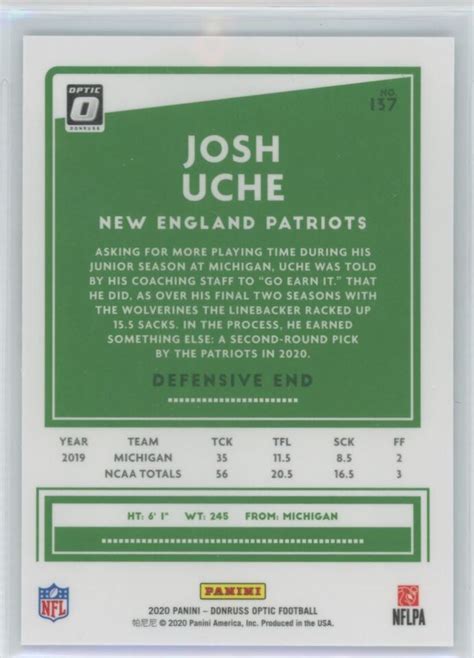 OPTIC
DONRUSS
NO.
137
JOSH
UCHE
NEW ENGLAND PATRIOTS
ASKING FOR MORE PLAYING TIME DURING HIS
JUNIOR SEASON AT MICHIGAN, UCHE WAS TOLD
BY HIS COACHING STAFF TO “GO EARN IT.” THAT
HE DID, AS OVER HIS FINAL TWO SEASONS WITH
THE WOLVERINES THE LINEBACKER RACKED UP
15.5 SACKS. IN THE PROCESS, HE EARNED
SOMETHING ELSE: A SECOND-ROUND PICK
BY THE PATRIOTS IN 2020.
DEFENSIVE END
YEAR TEAM TCK TFL SCK FF
2019 MICHIGAN 35 11.5 8.5 2
NCAA TOTALS 56 20.5 16.5 3
HT: 6' 1" WT: 245 FROM: MICHIGAN
NFL
PANINI
NFLPA
2020 PANINI – DONRUSS OPTIC FOOTBALL
帕尼尼 © 2020 Panini America, Inc. Produced in the USA.